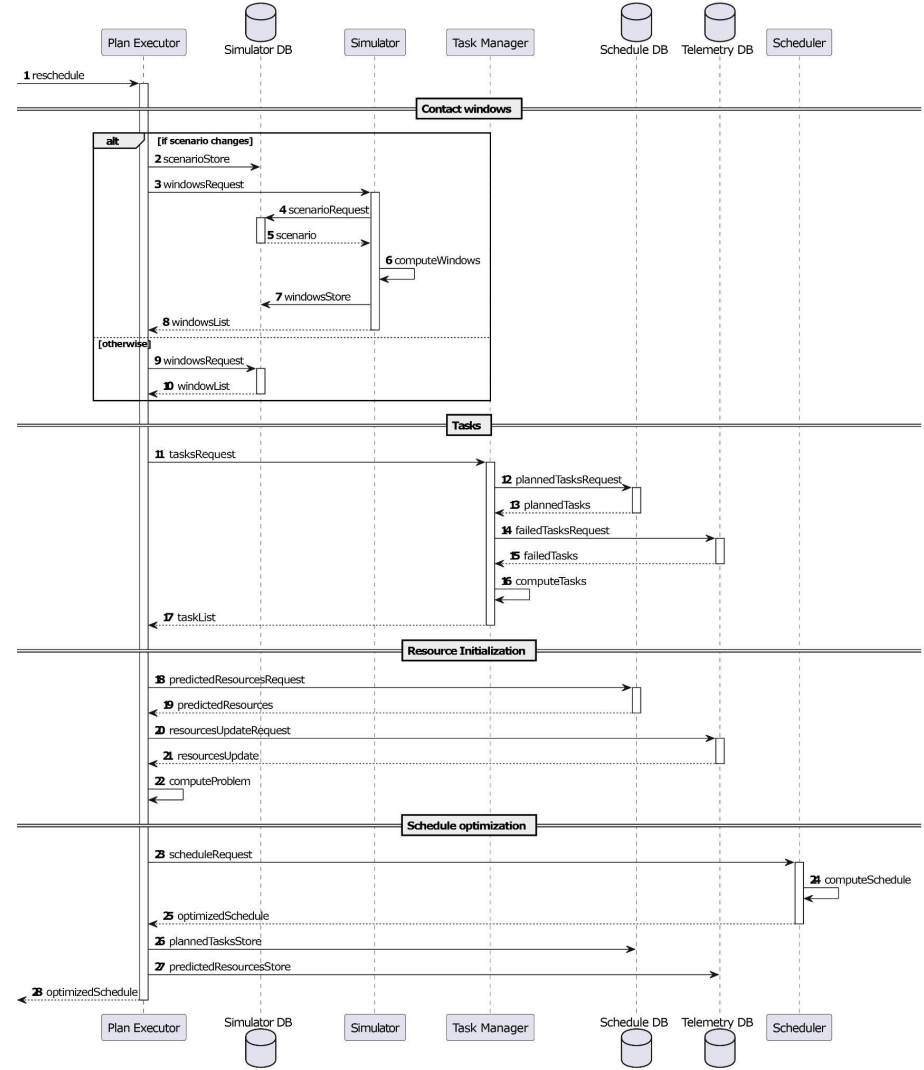 Plan Executor
Simulator DB
Simulator
Task Manager
Schedule DB
Telemetry DB
Scheduler
1 reschedule
Contact windows
alt
[if scenario changes]
2 scenarioStore
3 windowsRequest
4 scenarioRequest
5 scenario
6 computeWindows
7 windowsStore
8 windowsList
[otherwise]
9 windowsRequest
10 windowList
Tasks
11 tasksRequest
12 plannedTasksRequest
13 plannedTasks
14 failedTasksRequest
15 failedTasks
16 computeTasks
17 taskList
Resource Initialization
18 predictedResourcesRequest
19 predictedResources
20 resourcesUpdateRequest
21 resourcesUpdate
22 computeProblem
Schedule optimization
23 scheduleRequest
24 computeSchedule
25 optimizedSchedule
26 plannedTasksStore
27 predictedResourcesStore
28 optimizedSchedule
Plan Executor
Simulator DB
Simulator
Task Manager
Schedule DB
Telemetry DB
Scheduler